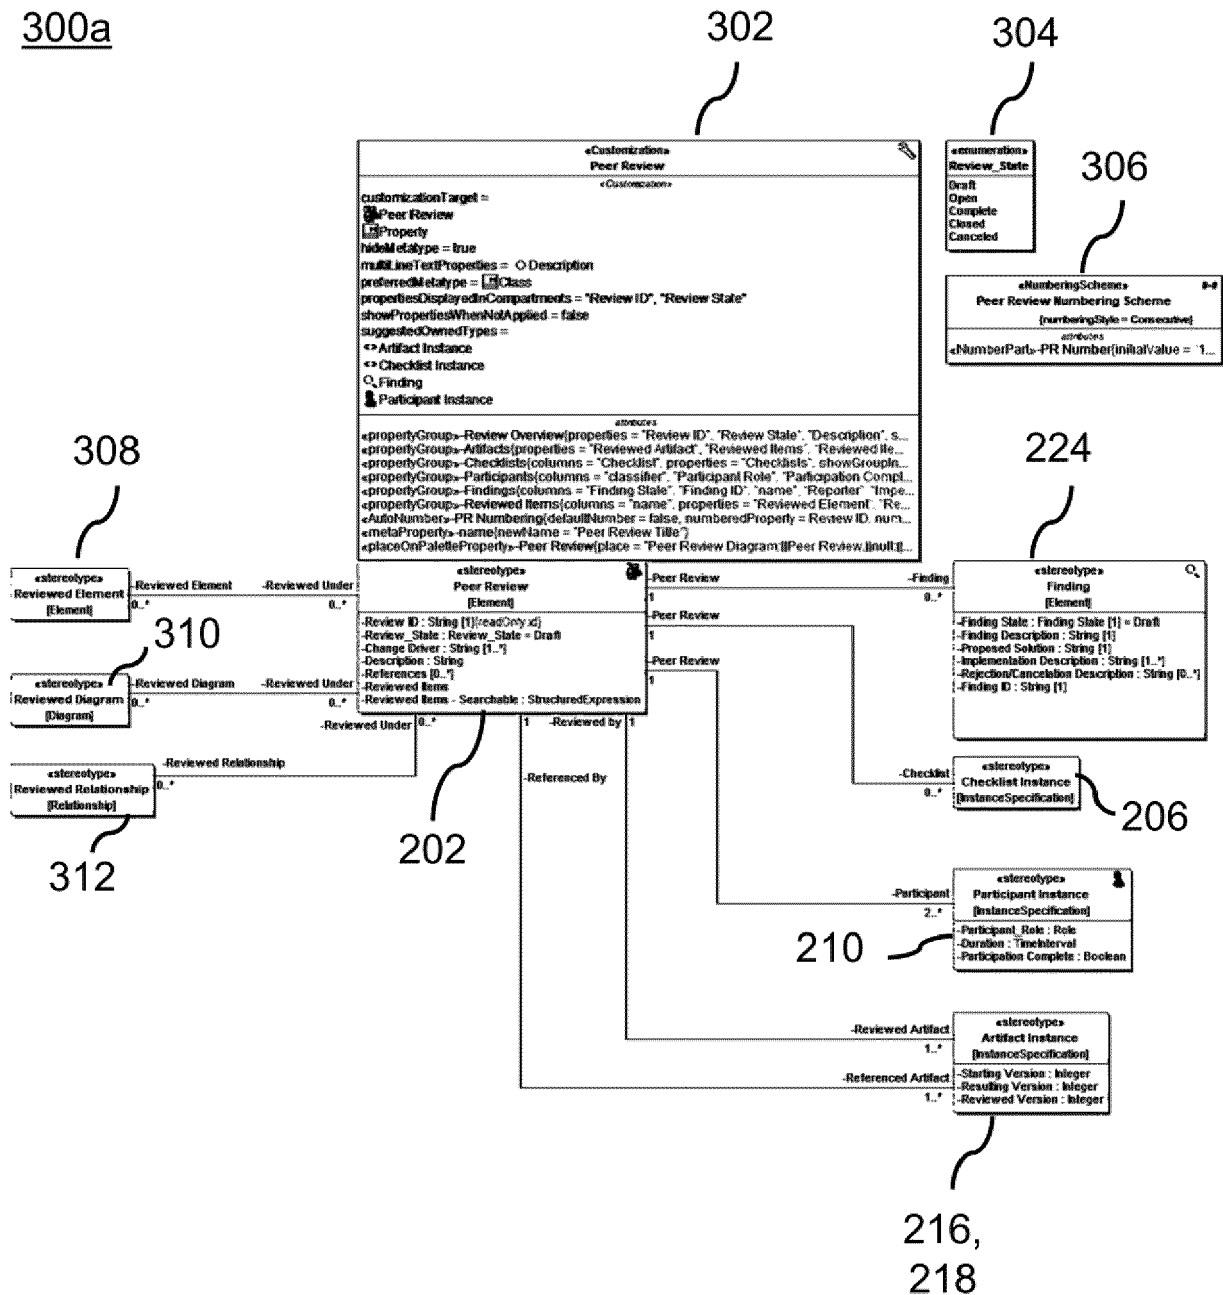 300a
302
304
306
«Customization»
Peer Review
«Customization»
customizationTarget =
Peer Review
Property
hideMetatype = true
multiLineTextProperties = Description
preferredMetatype = Class
propertiesDisplayedInCompartments = "Review ID", "Review State"
showPropertiesWhenNotApplied = false
suggestedOwnedTypes =
<>Artifact Instance
<>Checklist Instance
Finding
Participant Instance
attributes
«propertyGroup»-Review Overview{properties = "Review ID", "Review State", "Description", s...
«propertyGroup»-Artifacts{properties = "Reviewed Artifact", "Reviewed Items", "Reviewed Ite...
«propertyGroup»-Checklists{columns = "Checklist", properties = "Checklists", showGroupIn...
«propertyGroup»-Participants{columns = "classifier", "Participant Role", "Participation Compl...
«propertyGroup»-Findings{columns = "Finding State", "Finding ID", "name", "Reporter" "Impe...
«propertyGroup»-Reviewed Items{columns = "name", properties = "Reviewed Element", "Re...
«AutoNumber»-PR Numbering{defaultNumber = false, numberedProperty = Review ID, num...
«metaProperty»-name{newName = "Peer Review Title"}
«placeOnPaletteProperty»-Peer Review{place = "Peer Review Diagram:||Peer Review,||null:||...
«enumeration»
Review_State
Draft
Open
Complete
Closed
Canceled
«NumberingScheme» #-#
Peer Review Numbering Scheme
{numberingStyle = Consecutive}
attributes
«NumberPart»-PR Number{initialValue = "1...
308
224
«stereotype»
Reviewed Element
[Element]
-Reviewed Element
0..*
-Reviewed Under
0..*
310
«stereotype»
Reviewed Diagram
[Diagram]
-Reviewed Diagram
0..*
-Reviewed Under
0..*
«stereotype»
Reviewed Relationship
[Relationship]
-Reviewed Relationship
0..*
-Reviewed Under
0..*
312
«stereotype»
Peer Review
[Element]
-Review ID : String [1]{readOnly,id}
-Review_State : Review_State = Draft
-Change Driver : String [1..*]
-Description : String
-References [0..*]
-Reviewed Items
-Reviewed Items - Searchable : StructuredExpression
202
-Peer Review
1
-Finding
0..*
-Peer Review
1
-Peer Review
1
1
-Reviewed by
1
-Referenced By
«stereotype»
Finding
[Element]
-Finding State : Finding State [1] = Draft
-Finding Description : String [1]
-Proposed Solution : String [1]
-Implementation Description : String [1..*]
-Rejection/Cancelation Description : String [0..*]
-Finding ID : String [1]
-Checklist
0..*
«stereotype»
Checklist Instance
[InstanceSpecification]
206
-Participant
2..*
«stereotype»
Participant Instance
[InstanceSpecification]
-Participant_Role : Role
-Duration : TimeInterval
-Participation Complete : Boolean
210
-Reviewed Artifact
1..*
-Referenced Artifact
1..*
«stereotype»
Artifact Instance
[InstanceSpecification]
-Starting Version : Integer
-Resulting Version : Integer
-Reviewed Version : Integer
216,
218